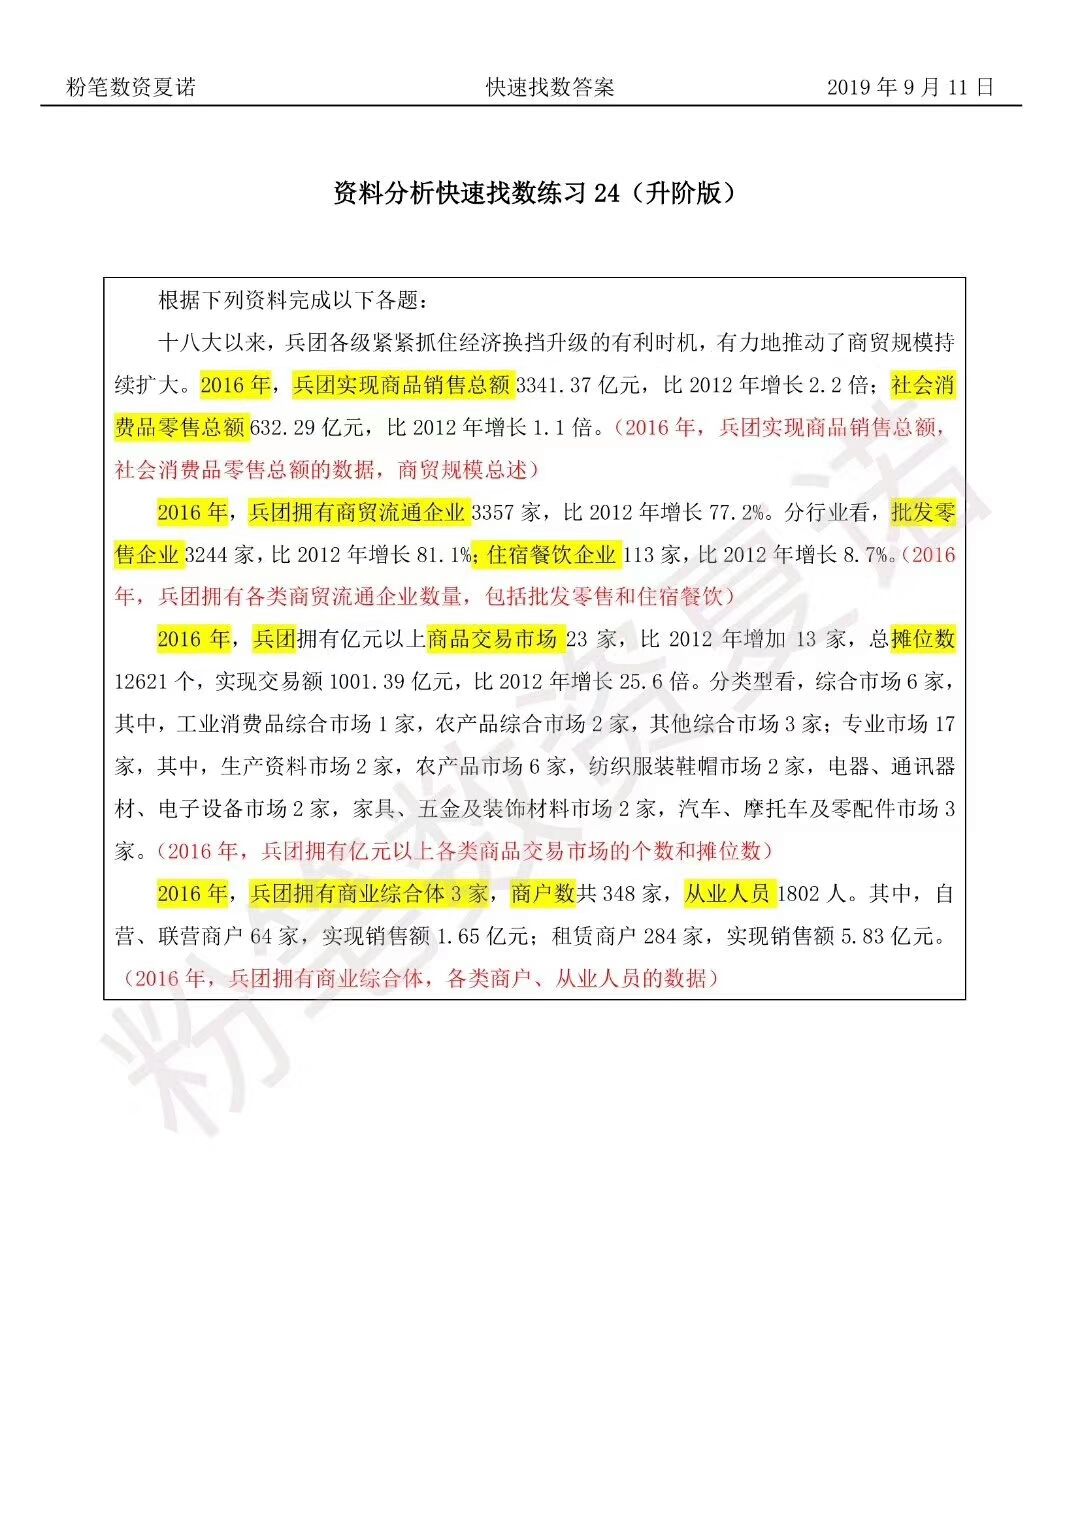 粉笔数资夏诺 快速找数答案 2019 年 9 月 11 日
资料分析快速找数练习 24（升阶版）
根据下列资料完成以下各题：
十八大以来，兵团各级紧紧抓住经济换挡升级的有利时机，有力地推动了商贸规模持
续扩大。2016 年，兵团实现商品销售总额 3341.37 亿元，比 2012 年增长 2.2 倍；社会消
费品零售总额 632.29 亿元，比 2012 年增长 1.1 倍。（2016 年，兵团实现商品销售总额，
社会消费品零售总额的数据，商贸规模总述）
2016 年，兵团拥有商贸流通企业 3357 家，比 2012 年增长 77.2%。分行业看，批发零
售企业 3244 家，比 2012 年增长 81.1%；住宿餐饮企业 113 家，比 2012 年增长 8.7%。（2016
年，兵团拥有各类商贸流通企业数量，包括批发零售和住宿餐饮）
2016 年，兵团拥有亿元以上商品交易市场 23 家，比 2012 年增加 13 家，总摊位数
12621 个，实现交易额 1001.39 亿元，比 2012 年增长 25.6 倍。分类型看，综合市场 6 家，
其中，工业消费品综合市场 1 家，农产品综合市场 2 家，其他综合市场 3 家；专业市场 17
家，其中，生产资料市场 2 家，农产品市场 6 家，纺织服装鞋帽市场 2 家，电器、通讯器
材、电子设备市场 2 家，家具、五金及装饰材料市场 2 家，汽车、摩托车及零配件市场 3
家。（2016 年，兵团拥有亿元以上各类商品交易市场的个数和摊位数）
2016 年，兵团拥有商业综合体 3 家，商户数共 348 家，从业人员 1802 人。其中，自
营、联营商户 64 家，实现销售额 1.65 亿元；租赁商户 284 家，实现销售额 5.83 亿元。
（2016 年，兵团拥有商业综合体，各类商户、从业人员的数据）
粉笔数资夏诺